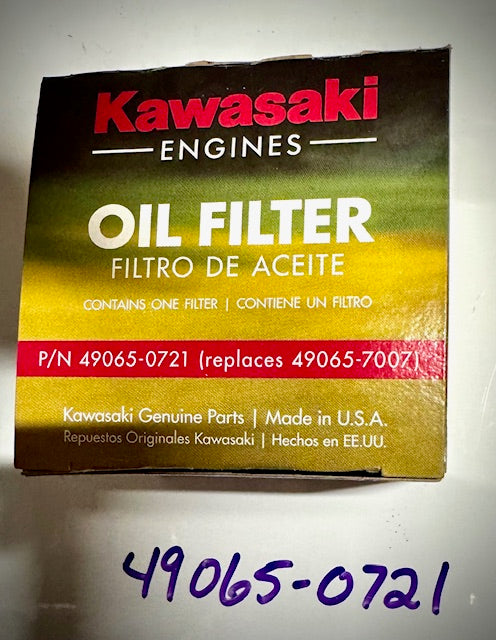 Kawasaki
ENGINES
OIL FILTER
FILTRO DE ACEITE
CONTAINS ONE FILTER | CONTIENE UN FILTRO
P/N 49065-0721 (replaces 49065-7007)
Kawasaki Genuine Parts | Made in U.S.A.
Repuestos Originales Kawasaki | Hechos en EE.UU.
49065-0721